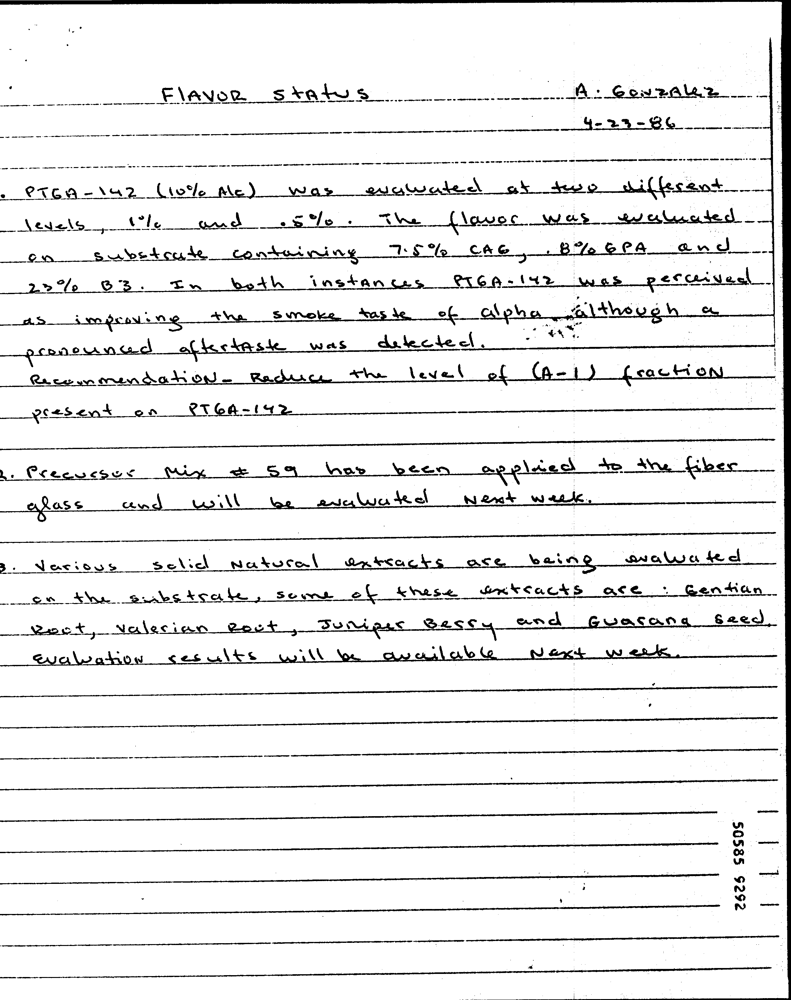 FlAVOR StAtuS A. GonzAlez
4-23-86
. PTGA-142 (10% Alc) was evaluated at two different
levels, 1% and .5%. The flavor was evaluated
on substrate containing 7.5% CAG, .8% GPA and
23% B3. In both instAnces PTGA-142 was perceived
as improving the smoke taste of alpha although a
pronounced aftertAste was detected.
Recommendation- Reduce the level of (A-1) fraction
present on PTGA-142
2. Precursor Mix # 59 has been applied to the fiber
glass and will be evaluated Next week.
3. Various solid Natural extracts are being evaluated
on the substrate, some of these extracts are : Gentian
Root, Valerian Root, Juniper Berry and Guarana Seed.
Evaluation results will be available Next week.
50585 9292